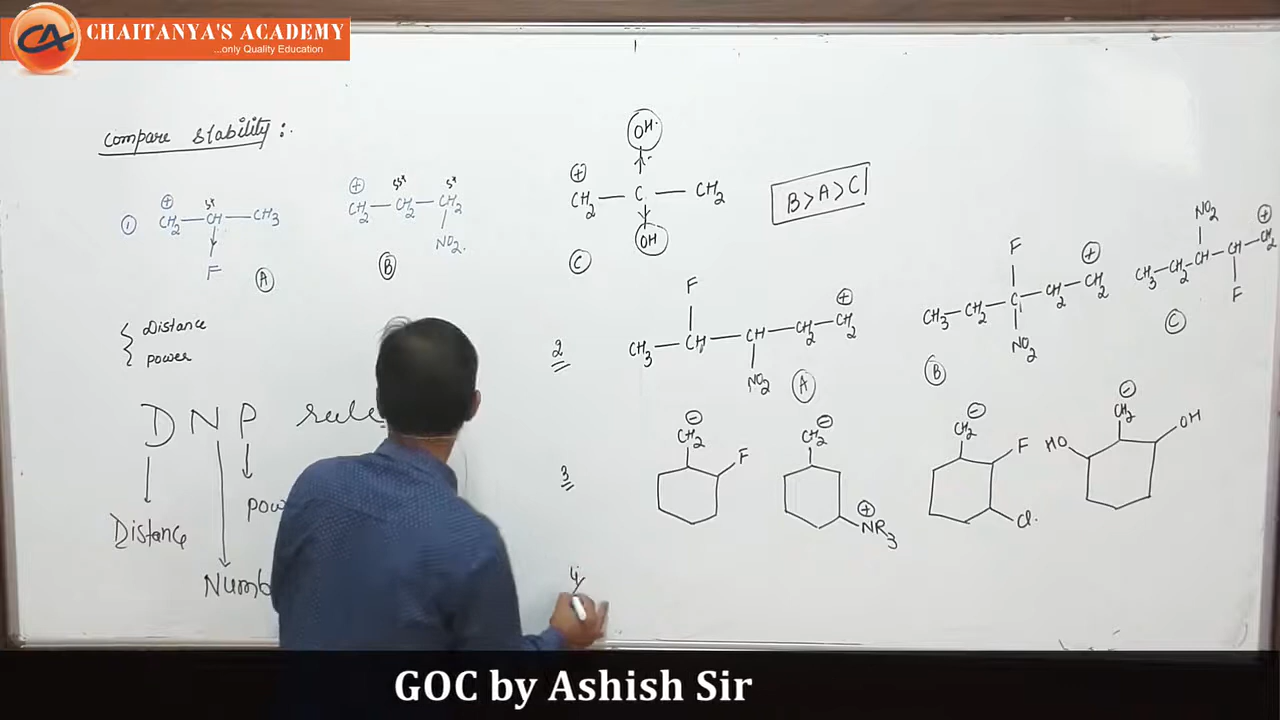 CA CHAITANYA'S ACADEMY
...only Quality Education
Compare stability :.
① ⊕ CH2—CH—CH3
F
Ⓐ
⊕ CH2—CH2—CH2
NO2.
Ⓑ
OH
⊕ CH2—C—CH2
OH
Ⓒ
B>A>C
Distance
power
DNP rule
Distance
2
F
CH3—CH—CH—CH2—CH2 ⊕
NO2
Ⓐ
F
CH3—CH2—C—CH2—CH2 ⊕
NO2
Ⓑ
NO2
CH3—CH2—CH—CH—CH2 ⊕
F
Ⓒ
3
⊖ CH2
F
⊖ CH2
⊕ NR3
⊖ CH2
F
Cl.
⊖ CH2
HO
OH
4
GOC by Ashish Sir